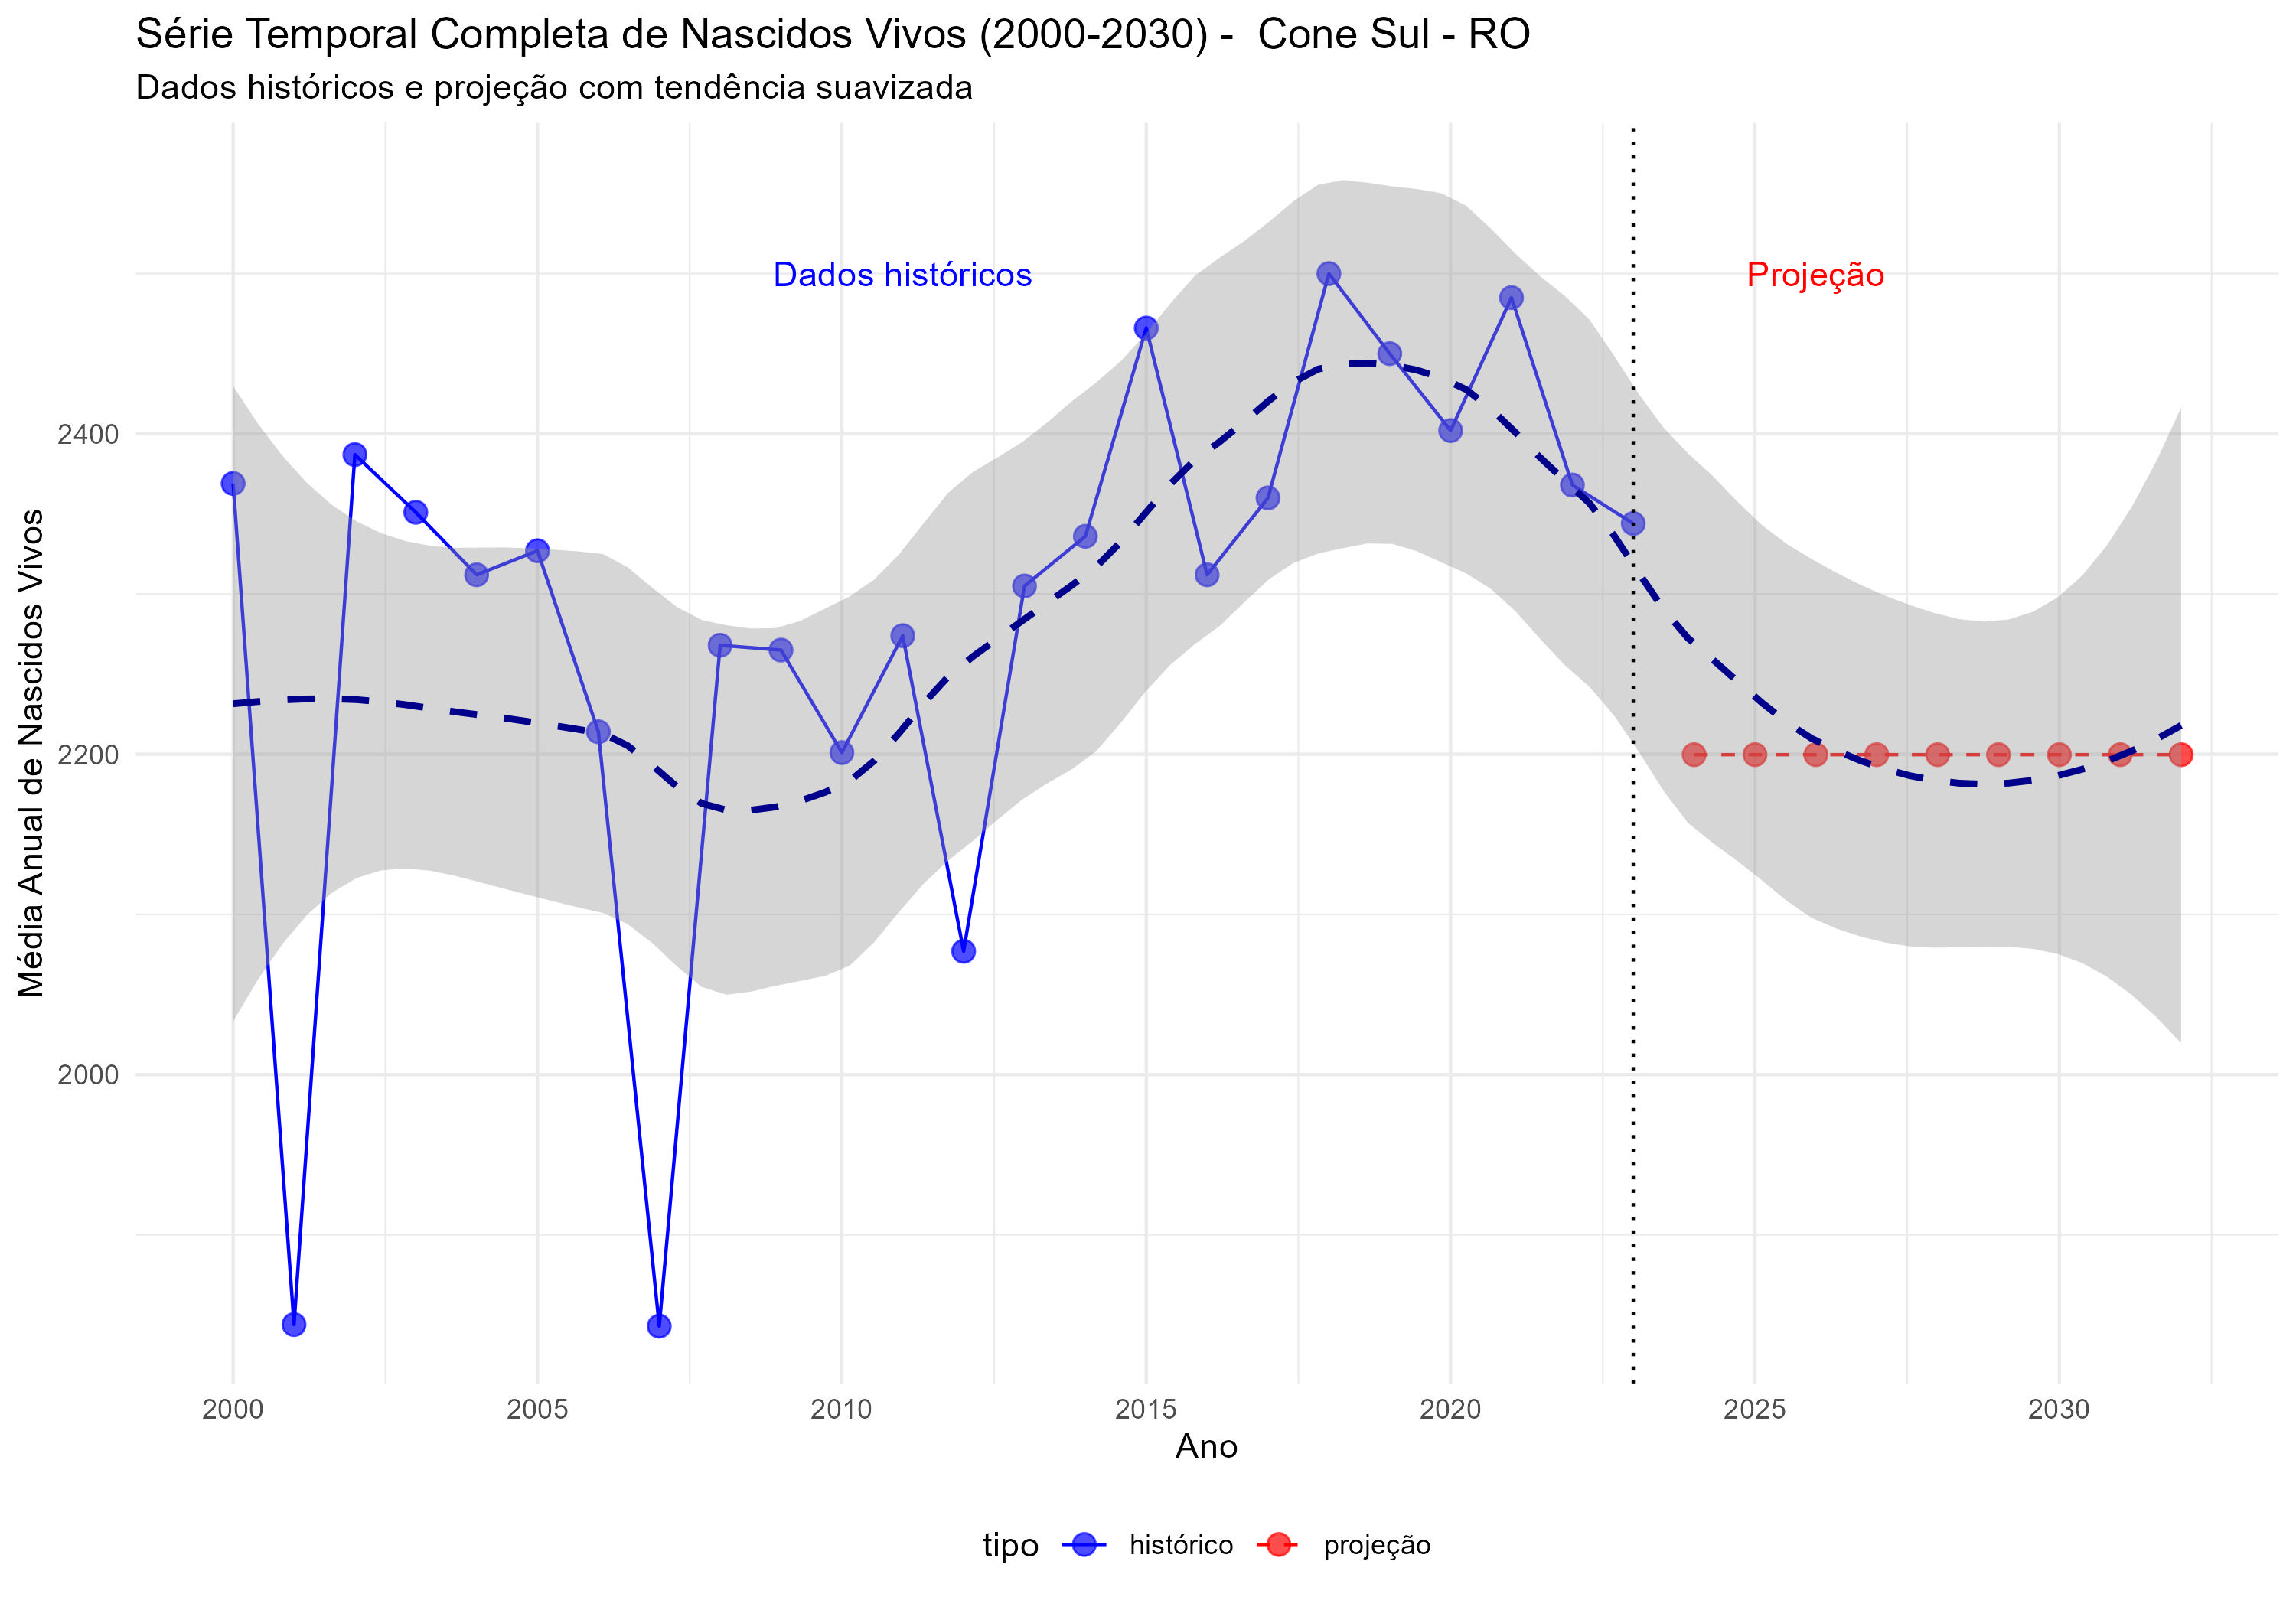 Série Temporal Completa de Nascidos Vivos (2000-2030) -  Cone Sul - RO
Dados históricos e projeção com tendência suavizada
Dados históricos
Projeção
Média Anual de Nascidos Vivos
2400
2200
2000
2000
2005
2010
2015
2020
2025
2030
Ano
tipo
histórico
projeção